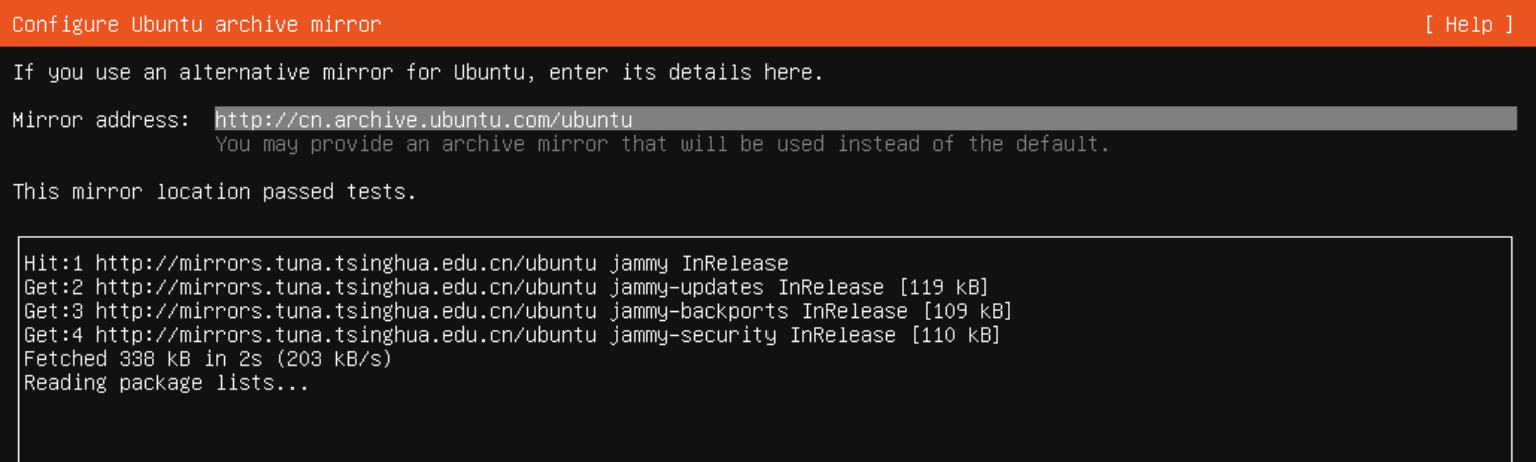 Configure Ubuntu archive mirror [ Help ]
If you use an alternative mirror for Ubuntu, enter its details here.
Mirror address: http://cn.archive.ubuntu.com/ubuntu
You may provide an archive mirror that will be used instead of the default.
This mirror location passed tests.
Hit:1 http://mirrors.tuna.tsinghua.edu.cn/ubuntu jammy InRelease
Get:2 http://mirrors.tuna.tsinghua.edu.cn/ubuntu jammy-updates InRelease [119 kB]
Get:3 http://mirrors.tuna.tsinghua.edu.cn/ubuntu jammy-backports InRelease [109 kB]
Get:4 http://mirrors.tuna.tsinghua.edu.cn/ubuntu jammy-security InRelease [110 kB]
Fetched 338 kB in 2s (203 kB/s)
Reading package lists...